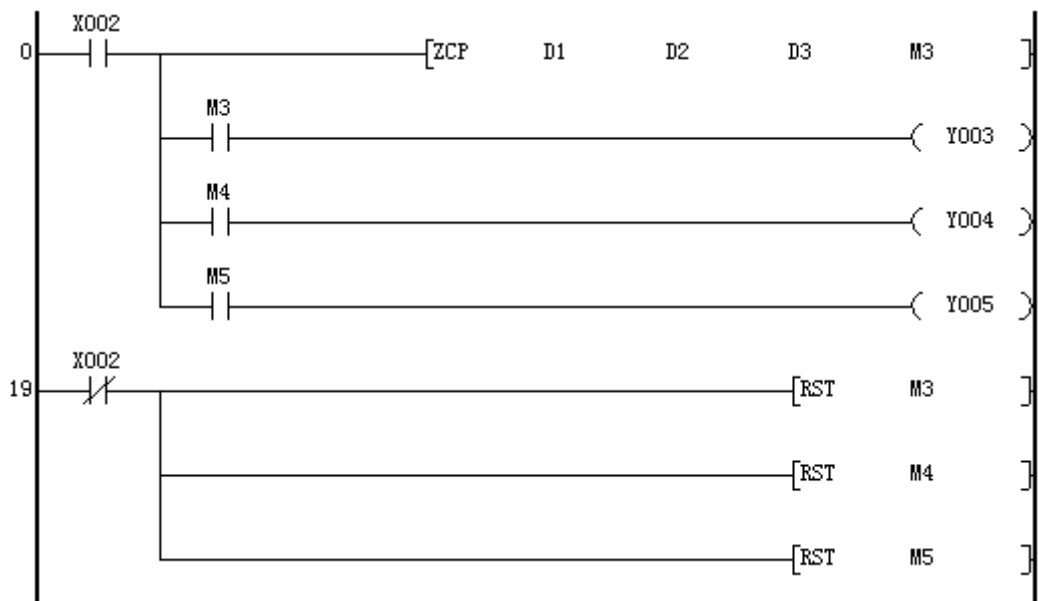 X002
0 [ZCP D1 D2 D3 M3 ]
M3
( Y003 )
M4
( Y004 )
M5
( Y005 )
X002
19 [RST M3 ]
[RST M4 ]
[RST M5 ]